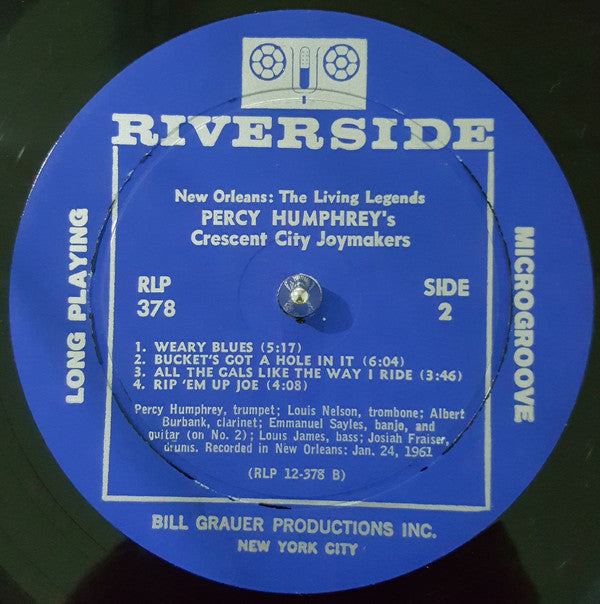 RIVERSIDE
New Orleans: The Living Legends
PERCY HUMPHREY's
Crescent City Joymakers
LONG PLAYING
MICROGROOVE
RLP
378
SIDE
2
1. WEARY BLUES (5:17)
2. BUCKET'S GOT A HOLE IN IT (6:04)
3. ALL THE GALS LIKE THE WAY I RIDE (3:46)
4. RIP 'EM UP JOE (4:08)
Percy Humphrey, trumpet; Louis Nelson, trombone; Albert
Burbank, clarinet; Emmanuel Sayles, banjo, and
guitar (on No. 2); Louis James, bass; Josiah Fraiser,
drums. Recorded in New Orleans: Jan. 24, 1961
(RLP 12-378 B)
BILL GRAUER PRODUCTIONS INC.
NEW YORK CITY